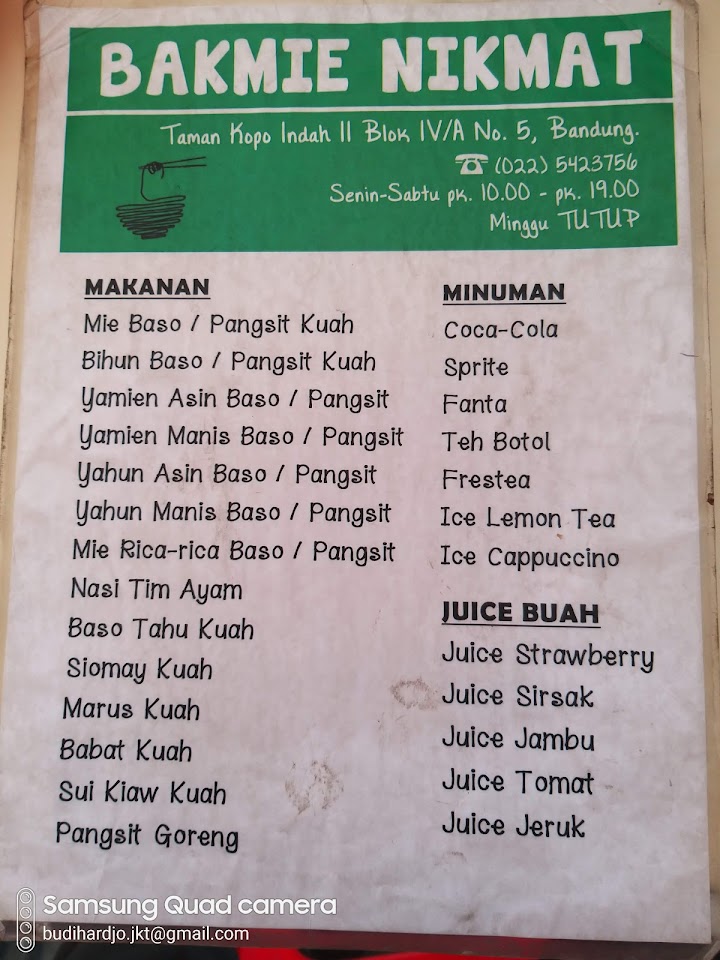 BAKMIE NIKMAT
Taman Kopo Indah II Blok IV/A No. 5, Bandung.
☎ (022) 5423756
Senin-Sabtu pk. 10.00 - pk. 19.00
Minggu TUTUP
MAKANAN
Mie Baso / Pangsit Kuah
Bihun Baso / Pangsit Kuah
Yamien Asin Baso / Pangsit
Yamien Manis Baso / Pangsit
Yahun Asin Baso / Pangsit
Yahun Manis Baso / Pangsit
Mie Rica-rica Baso / Pangsit
Nasi Tim Ayam
Baso Tahu Kuah
Siomay Kuah
Marus Kuah
Babat Kuah
Sui Kiaw Kuah
Pangsit Goreng
MINUMAN
Coca-Cola
Sprite
Fanta
Teh Botol
Frestea
Ice Lemon Tea
Ice Cappuccino
JUICE BUAH
Juice Strawberry
Juice Sirsak
Juice Jambu
Juice Tomat
Juice Jeruk
Samsung Quad camera
budihardjo.jkt@gmail.com